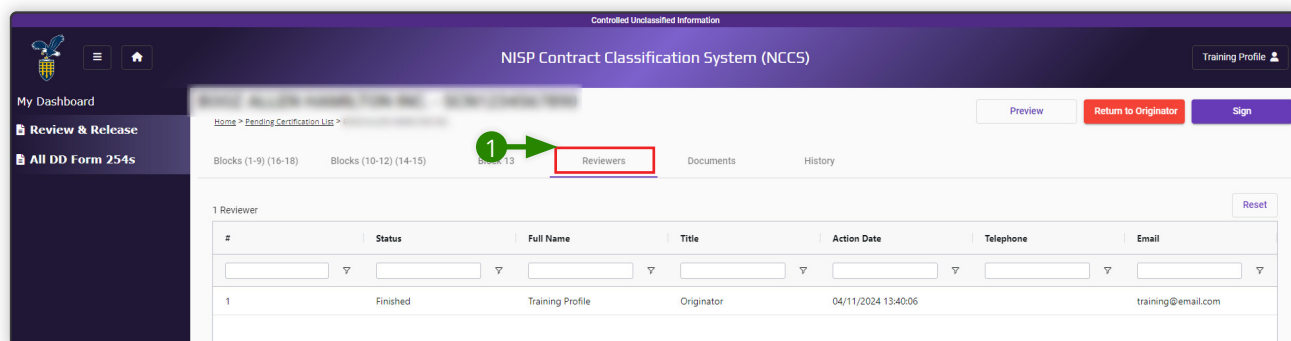 Controlled Unclassified Information
NISP Contract Classification System (NCCS)
Training Profile
My Dashboard
Review & Release
All DD Form 254s
Home > Pending Certification List >
Preview
Return to Originator
Sign
1
Blocks (1-9) (16-18) Blocks (10-12) (14-15) Block 13 Reviewers Documents History
1 Reviewer
Reset
# Status Full Name Title Action Date Telephone Email
1 Finished Training Profile Originator 04/11/2024 13:40:06 training@email.com